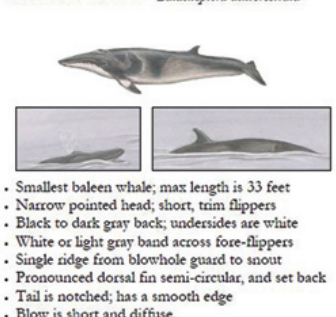 • Smallest baleen whale; max length is 33 feet
• Narrow pointed head; short, trim flippers
• Black to dark gray back; undersides are white
• White or light gray band across fore-flippers
• Single ridge from blowhole guard to snout
• Pronounced dorsal fin semi-circular, and set back
• Tail is notched; has a smooth edge
• Blow is short and diffuse